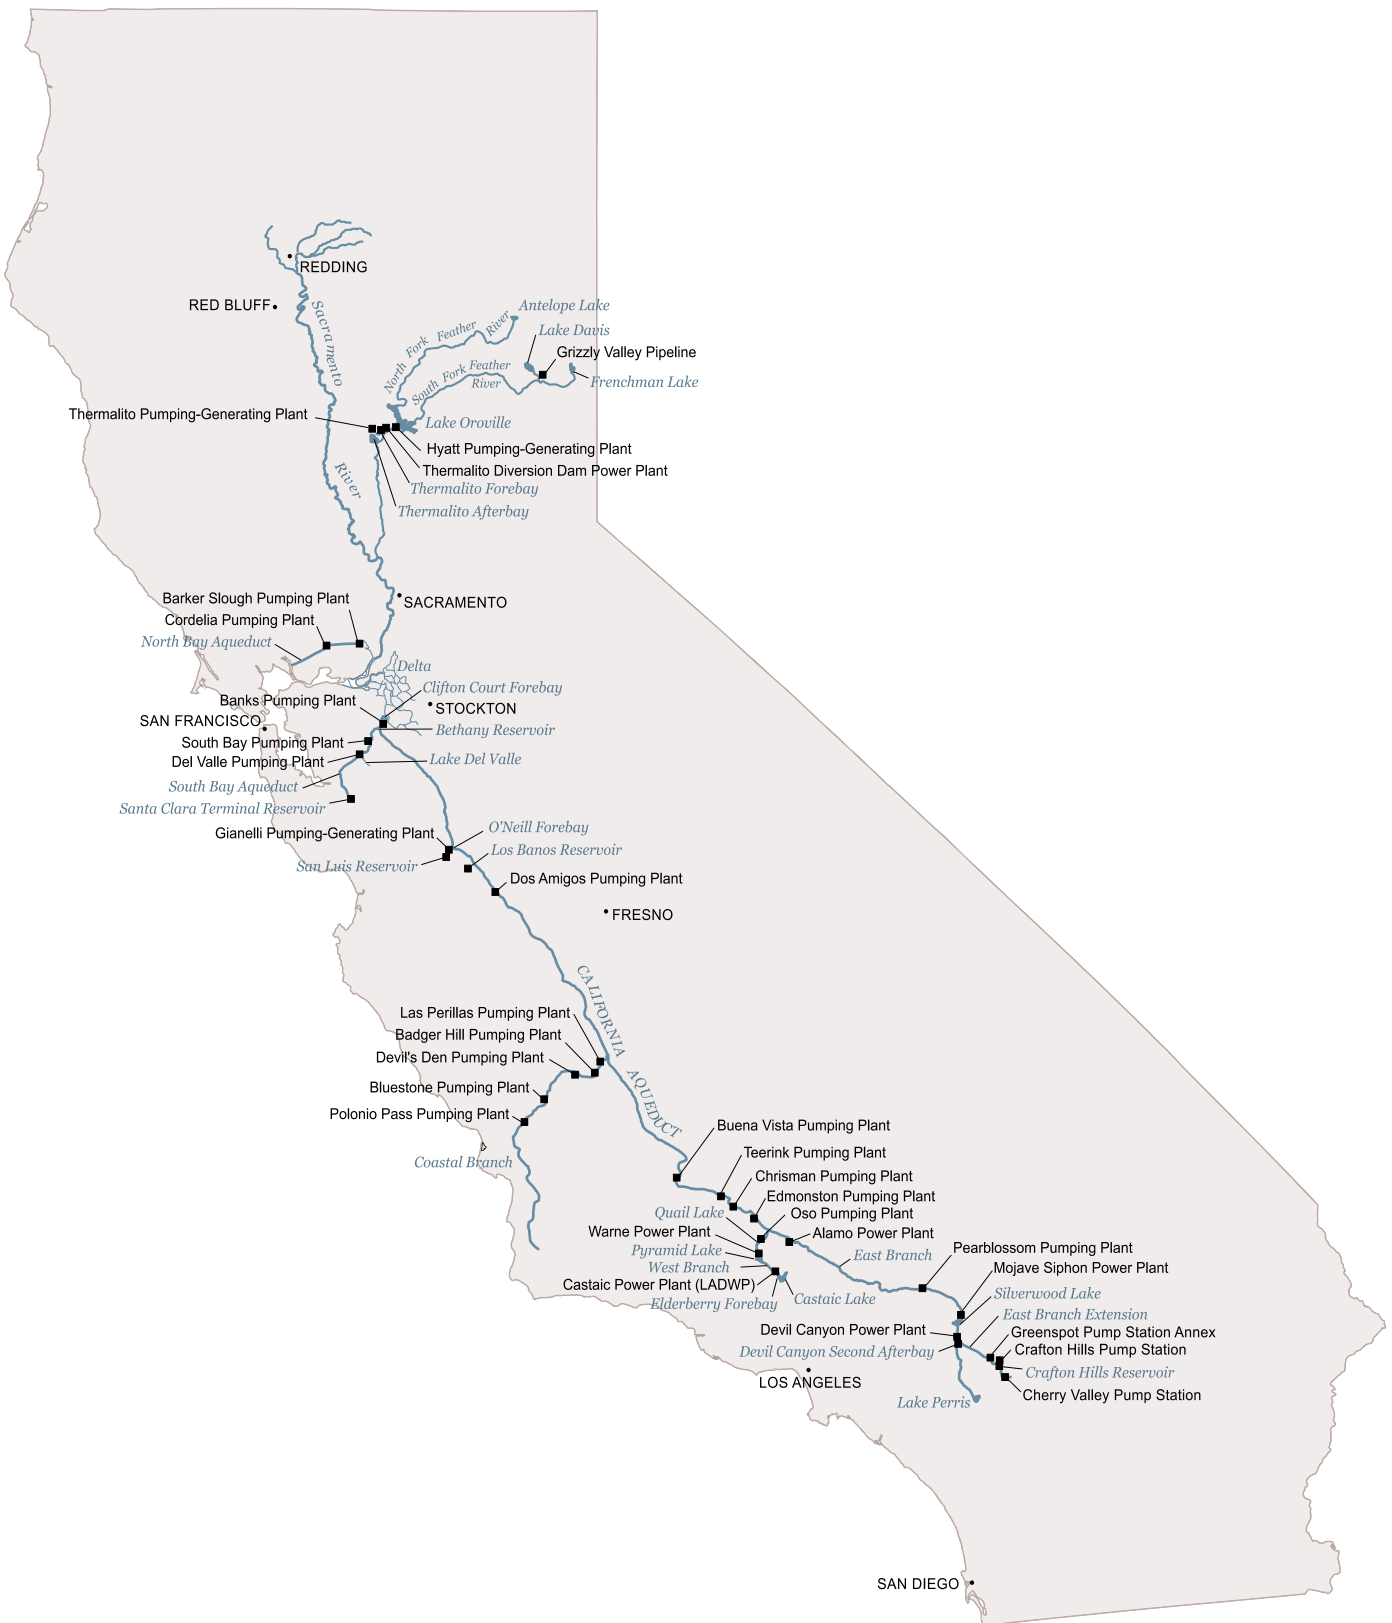 REDDING
RED BLUFF
Sacramento
River
Antelope Lake
North Fork Feather River
Lake Davis
Grizzly Valley Pipeline
South Fork Feather
River
Frenchman Lake
Thermalito Pumping-Generating Plant
Lake Oroville
Hyatt Pumping-Generating Plant
Thermalito Diversion Dam Power Plant
Thermalito Forebay
Thermalito Afterbay
Barker Slough Pumping Plant
SACRAMENTO
Cordelia Pumping Plant
North Bay Aqueduct
Delta
Clifton Court Forebay
Banks Pumping Plant
STOCKTON
SAN FRANCISCO
Bethany Reservoir
South Bay Pumping Plant
Del Valle Pumping Plant
Lake Del Valle
South Bay Aqueduct
Santa Clara Terminal Reservoir
O'Neill Forebay
Gianelli Pumping-Generating Plant
Los Banos Reservoir
San Luis Reservoir
Dos Amigos Pumping Plant
FRESNO
CALIFORNIA AQUEDUCT
Las Perillas Pumping Plant
Badger Hill Pumping Plant
Devil's Den Pumping Plant
Bluestone Pumping Plant
Polonio Pass Pumping Plant
Coastal Branch
Buena Vista Pumping Plant
Teerink Pumping Plant
Chrisman Pumping Plant
Edmonston Pumping Plant
Quail Lake
Oso Pumping Plant
Warne Power Plant
Alamo Power Plant
Pyramid Lake
East Branch
West Branch
Pearblossom Pumping Plant
Mojave Siphon Power Plant
Castaic Power Plant (LADWP)
Silverwood Lake
Elderberry Forebay
Castaic Lake
East Branch Extension
Devil Canyon Power Plant
Greenspot Pump Station Annex
Devil Canyon Second Afterbay
Crafton Hills Pump Station
Crafton Hills Reservoir
LOS ANGELES
Cherry Valley Pump Station
Lake Perris
SAN DIEGO